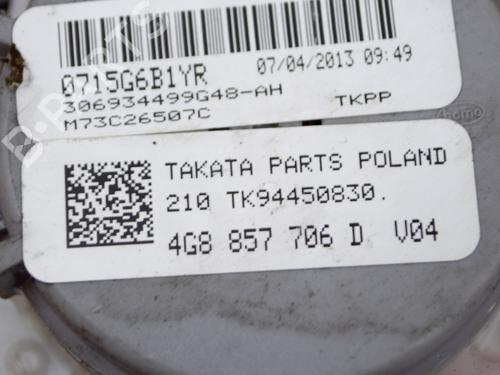 0715G6B1YR 07/04/2013 09:49
306934499G48-AH TKPP
M73C26507C
TAKATA PARTS POLAND
210 TK94450830.
4G8 857 706 D V04
B-PARTS